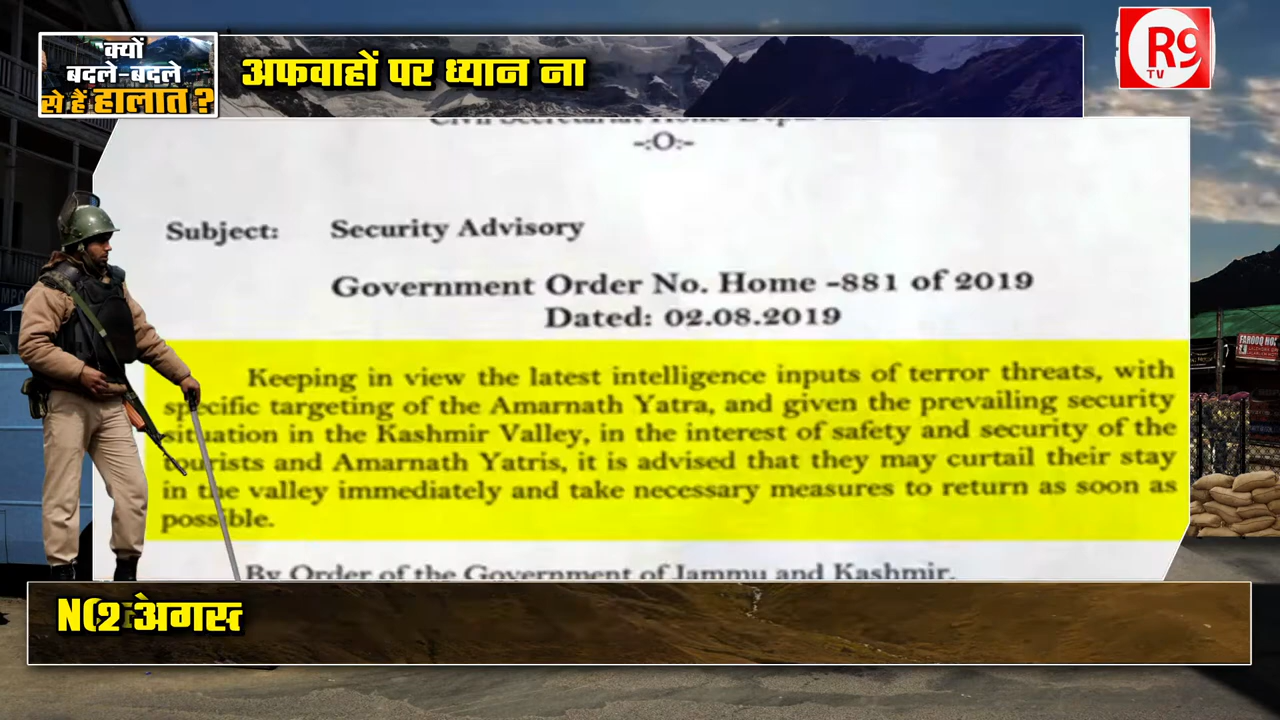 क्यों
बदले-बदले
से हैं हालात ?
अफवाहों पर ध्यान ना
R9
TV
-:O:-
Subject: Security Advisory
Government Order No. Home -881 of 2019
Dated: 02.08.2019
Keeping in view the latest intelligence inputs of terror threats, with
specific targeting of the Amarnath Yatra, and given the prevailing security
situation in the Kashmir Valley, in the interest of safety and security of the
tourists and Amarnath Yatris, it is advised that they may curtail their stay
in the valley immediately and take necessary measures to return as soon as
possible.
By Order of the Government of Jammu and Kashmir.
FAROOQ